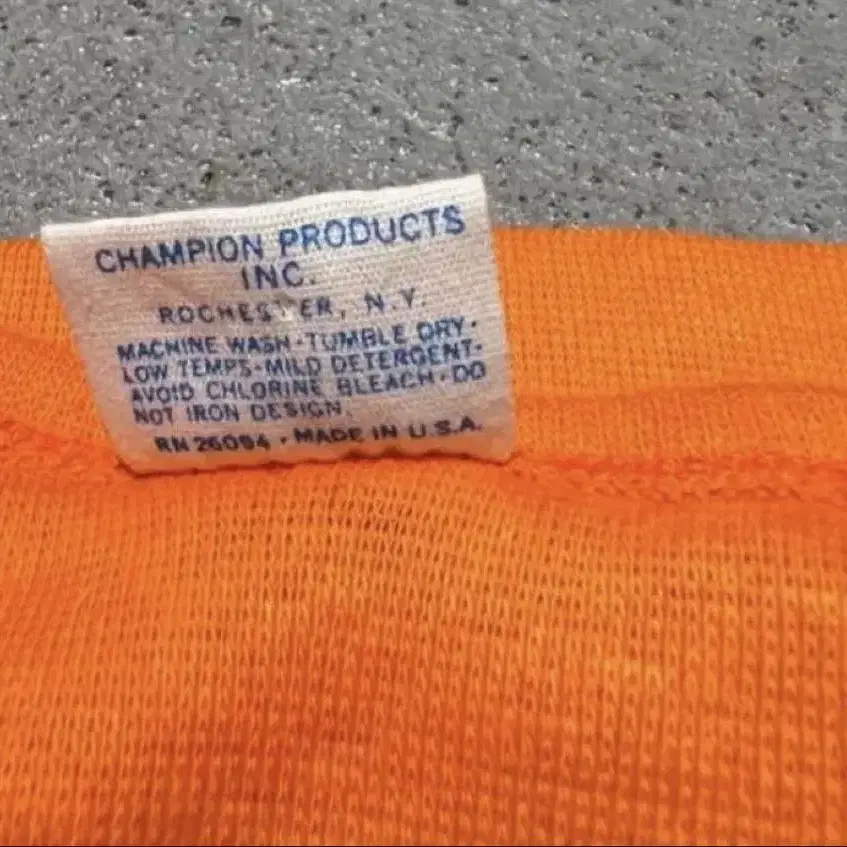 CHAMPION PRODUCTS
INC.
ROCHESTER, N.Y.
MACHINE WASH-TUMBLE DRY-
LOW TEMPS-MILD DETERGENT-
AVOID CHLORINE BLEACH-DO
NOT IRON DESIGN.
RN 26094 • MADE IN U.S.A.